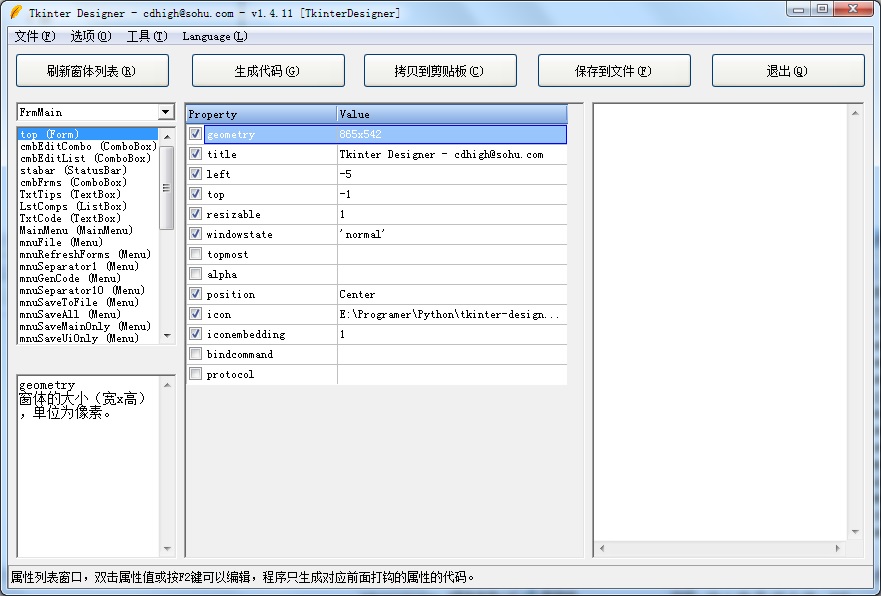 Tkinter Designer - cdhigh@sohu.com - v1.4.11 [TkinterDesigner]
文件(F) 选项(O) 工具(T) Language(L)
刷新窗体列表(R) 生成代码(G) 拷贝到剪贴板(C) 保存到文件(F) 退出(Q)
FrmMain
top (Form)
cmbEditCombo (ComboBox)
cmbEditList (ComboBox)
stabar (StatusBar)
cmbFrms (ComboBox)
TxtTips (TextBox)
LstComps (ListBox)
TxtCode (TextBox)
MainMenu (MainMenu)
mnuFile (Menu)
mnuRefreshForms (Menu)
mnuSeparator1 (Menu)
mnuGenCode (Menu)
mnuSeparator10 (Menu)
mnuSaveToFile (Menu)
mnuSaveAll (Menu)
mnuSaveMainOnly (Menu)
mnuSaveUiOnly (Menu)
geometry
窗体的大小（宽x高）
，单位为像素。
Property Value
geometry 865x542
title Tkinter Designer - cdhigh@sohu.com
left -5
top -1
resizable 1
windowstate 'normal'
topmost
alpha
position Center
icon E:\Programer\Python\tkinter-design...
iconembedding 1
bindcommand
protocol
属性列表窗口，双击属性值或按F2键可以编辑，程序只生成对应前面打钩的属性的代码。